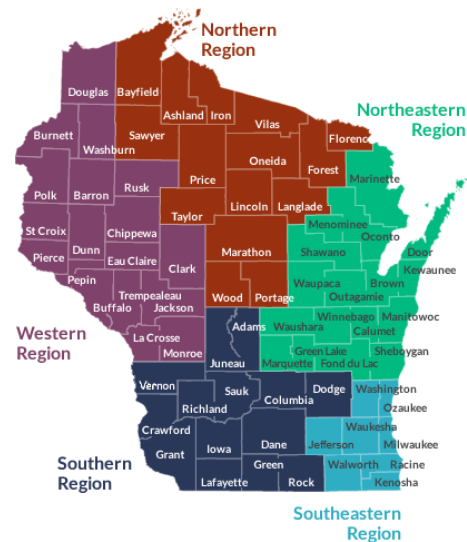 Northern
Region
Douglas
Bayfield
Ashland
Iron
Vilas
Northeastern
Region
Burnett
Washburn
Sawyer
Florence
Oneida
Forest
Price
Marinette
Polk
Barron
Rusk
Taylor
Lincoln
Langlade
St Croix
Chippewa
Menominee
Oconto
Dunn
Pierce
Eau Claire
Clark
Marathon
Shawano
Door
Kewaunee
Pepin
Waupaca
Brown
Buffalo
Trempealeau
Jackson
Wood
Portage
Outagamie
Western
Region
La Crosse
Monroe
Adams
Juneau
Waushara
Winnebago
Calumet
Manitowoc
Marquette
Green Lake
Fond du Lac
Sheboygan
Vernon
Richland
Sauk
Columbia
Dodge
Washington
Ozaukee
Crawford
Grant
Iowa
Dane
Jefferson
Waukesha
Milwaukee
Southern
Region
Lafayette
Green
Rock
Walworth
Racine
Kenosha
Southeastern
Region